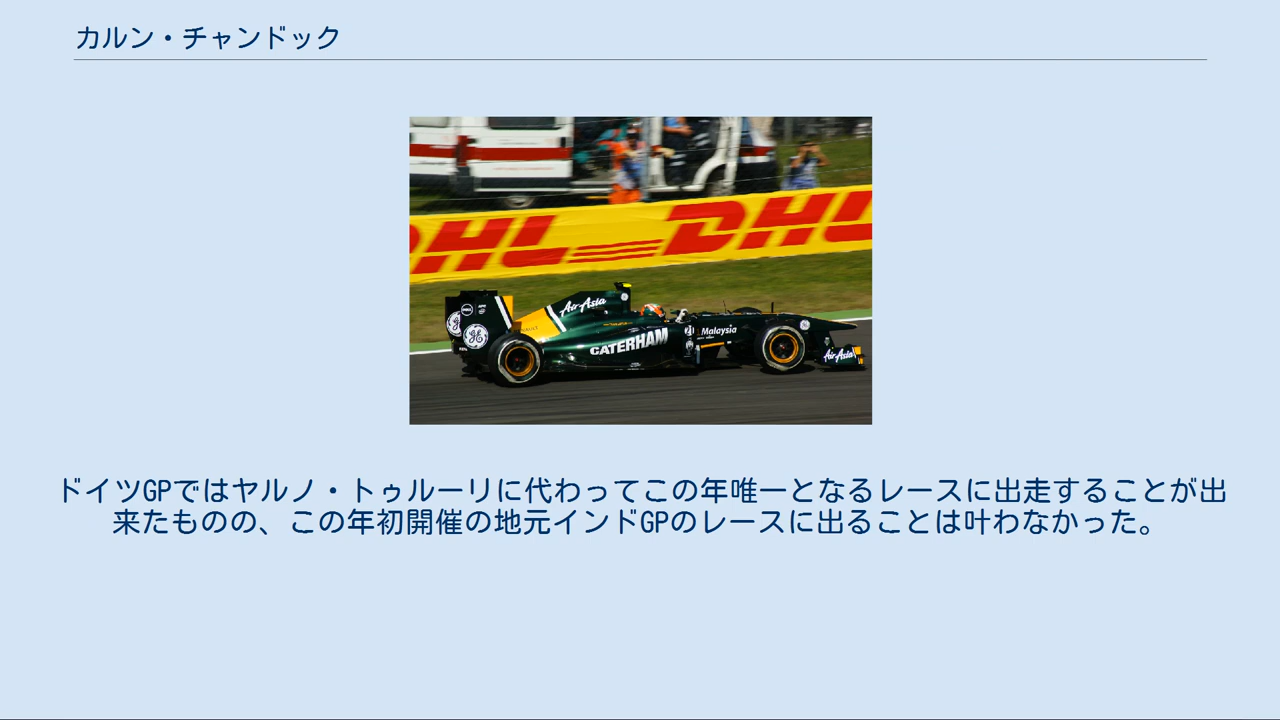 カルン・チャンドック
DHL DHL
AirAsia
CATERHAM
Malaysia
GE
AirAsia
ドイツGPではヤルノ・トゥルーリに代わってこの年唯一となるレースに出走することが出
来たものの、この年初開催の地元インドGPのレースに出ることは叶わなかった。